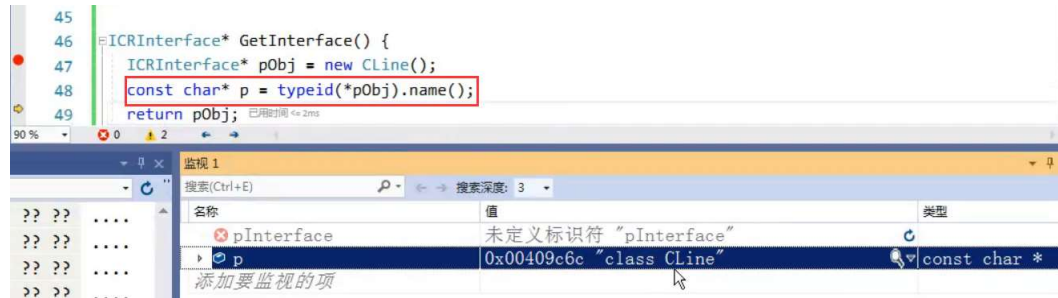 45
46 ICRInterface* GetInterface() {
47 ICRInterface* pObj = new CLine();
48 const char* p = typeid(*pObj).name();
49 return pObj; 已用时间 <= 2ms
90 % 0 2
监视 1
搜索(Ctrl+E) 搜索深度: 3
名称 值 类型
?? ?? ....
pInterface 未定义标识符 "pInterface"
?? ?? ....
p 0x00409c6c "class CLine" const char *
?? ?? ....
添加要监视的项
?? ?? ....